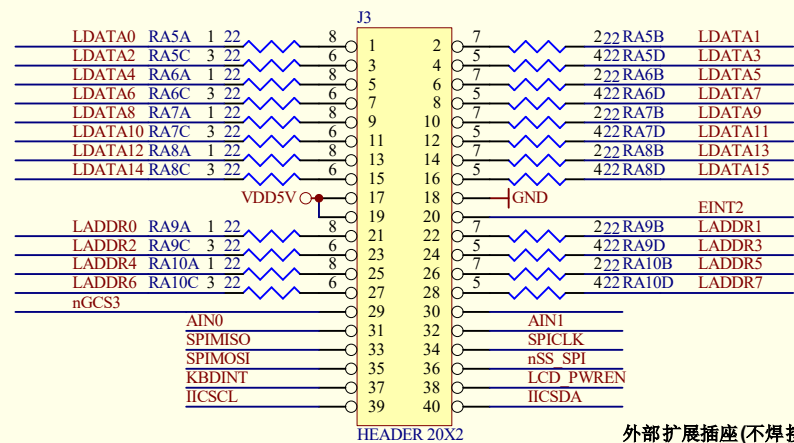 J3
LDATA0 RA5A 1 22 8 1 2 7 2 22 RA5B LDATA1
LDATA2 RA5C 3 22 6 3 4 5 4 22 RA5D LDATA3
LDATA4 RA6A 1 22 8 5 6 7 2 22 RA6B LDATA5
LDATA6 RA6C 3 22 6 7 8 5 4 22 RA6D LDATA7
LDATA8 RA7A 1 22 8 9 10 7 2 22 RA7B LDATA9
LDATA10 RA7C 3 22 6 11 12 5 4 22 RA7D LDATA11
LDATA12 RA8A 1 22 8 13 14 7 2 22 RA8B LDATA13
LDATA14 RA8C 3 22 6 15 16 5 4 22 RA8D LDATA15
VDD5V 17 18 GND
19 20 EINT2
LADDR0 RA9A 1 22 8 21 22 7 2 22 RA9B LADDR1
LADDR2 RA9C 3 22 6 23 24 5 4 22 RA9D LADDR3
LADDR4 RA10A 1 22 8 25 26 7 2 22 RA10B LADDR5
LADDR6 RA10C 3 22 6 27 28 5 4 22 RA10D LADDR7
nGCS3 29 30
AIN0 31 32 AIN1
SPIMISO 33 34 SPICLK
SPIMOSI 35 36 nSS_SPI
KBDINT 37 38 LCD_PWREN
IICSCL 39 40 IICSDA
HEADER 20X2
外部扩展插座(不焊